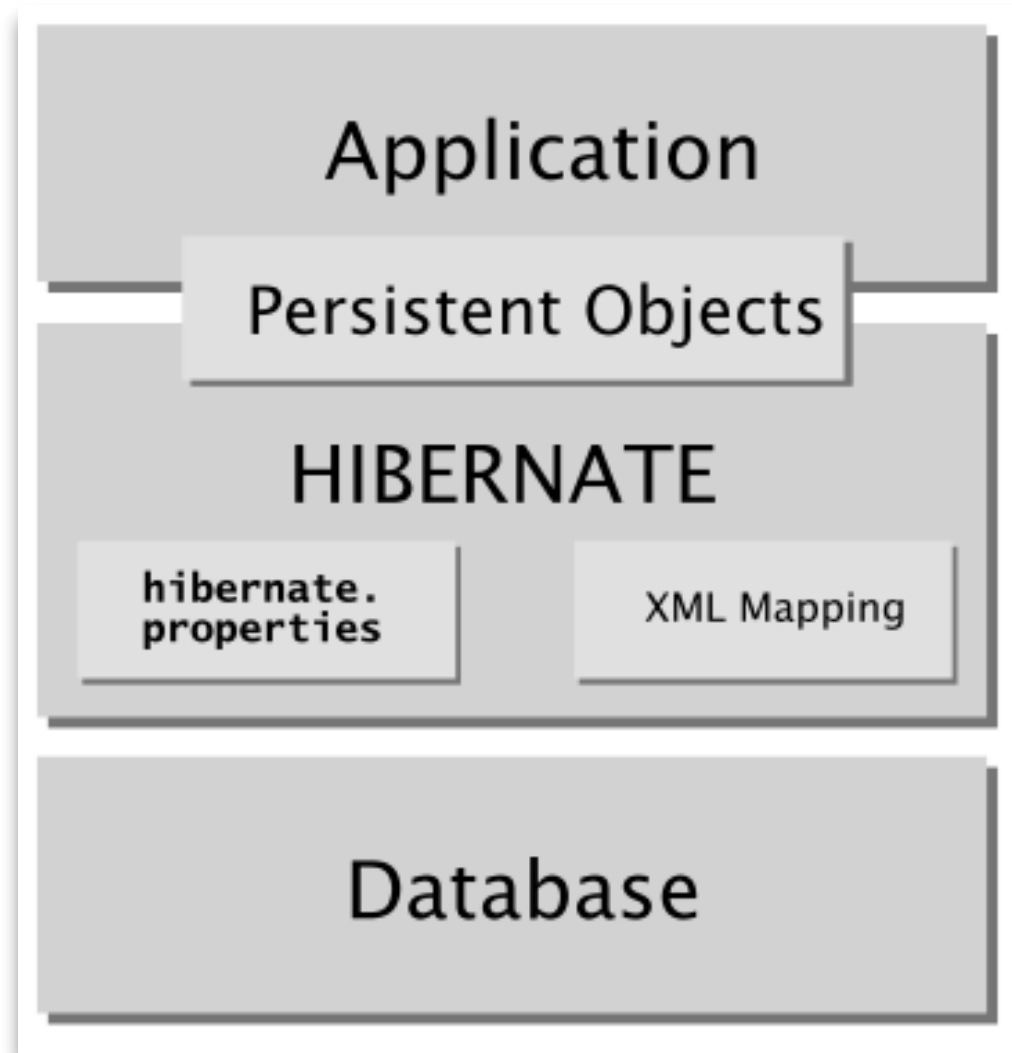 Application
Persistent Objects
HIBERNATE
hibernate.
properties
XML Mapping
Database